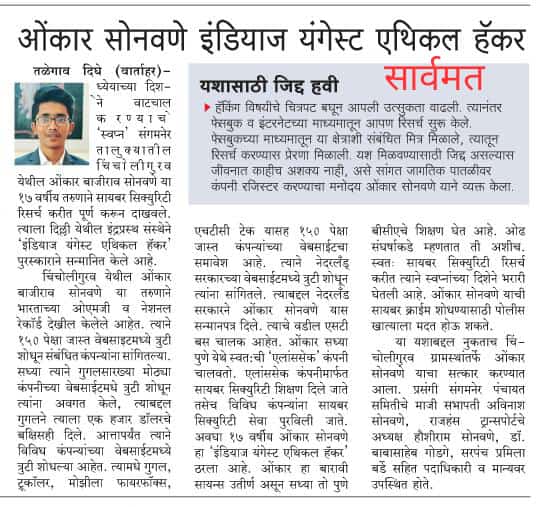 ओंकार सोनवणे इंडियाज यंगेस्ट एथिकल हॅकर
तळेगाव दिघे (वार्ताहर)–
ध्येयाच्या दिशे-
ने वाटचाल
क र ण्या चे
'स्वप्न' संगमनेर
ता लु क्या ती ल
चिं चो ली गु र व
येथील ओंकार बाजीराव सोनवणे या
१७ वर्षीय तरुणाने सायबर सिक्युरिटी
रिसर्च करीत पूर्ण करून दाखवले.
त्याला दिल्ली येथील इंद्रप्रस्थ संस्थेने
'इंडियाज यंगेस्ट एथिकल हॅकर'
पुरस्काराने सन्मानित केले आहे.
चिंचोलीगुरव येथील ओंकार
बाजीराव सोनवणे या तरुणाने
भारताच्या ओएमजी व नेशनल
रेकॉर्ड देखील केलेले आहेत. त्याने
१५० पेक्षा जास्त वेबसाइटमध्ये त्रुटी
शोधून संबंधित कंपन्यांना सांगितल्या.
सध्या त्याने गुगलसारख्या मोठ्या
कंपनीच्या वेबसाईटमध्ये त्रुटी शोधून
त्यांना अवगत केले, त्याबद्दल
गुगलने त्याला एक हजार डॉलरचे
बक्षिसही दिले. आत्तापर्यंत त्याने
विविध कंपन्यांच्या वेबसाईटमध्ये
त्रुटी शोधल्या आहेत. त्यामधे गुगल,
ट्रूकॉलर, मोझीला फायरफॉक्स,
यशासाठी जिद्द हवी
सार्वमत
हॅकिंग विषयीचे चित्रपट बघून आपली उत्सुकता वाढली. त्यानंतर
फेसबुक व इंटरनेटच्या माध्यमातून आपण रिसर्च सुरू केले.
फेसबुकच्या माध्यमातून या क्षेत्राशी संबंधित मित्र मिळाले, त्यातून
रिसर्च करण्यास प्रेरणा मिळाली. यश मिळवण्यासाठी जिद्द असल्यास
जीवनात काहीच अशक्य नाही, असे सांगत जागतिक पातळीवर
कंपनी रजिस्टर करण्याचा मनोदय ओंकार सोनवणे याने व्यक्त केला.
एचटीसी टेक यासह १५० पेक्षा
जास्त कंपन्यांच्या वेबसाईटचा
समावेश आहे. त्याने नेदरलँड्
सरकारच्या वेबसाईटमध्ये त्रुटी शोधून
त्यांना सांगितले. त्याबद्दल नेदरलँड
सरकारने ओंकार सोनवणे यास
सन्मानपत्र दिले. त्याचे वडील एसटी
बस चालक आहेत. ओंकार सध्या
पुणे येथे स्वत:ची 'एलांससेक' कंपनी
चालवतो. एलांससेक कंपनीमार्फत
सायबर सिक्युरिटी शिक्षण दिले जाते
तसेच विविध कंपन्यांना सायबर
सिक्युरिटी सेवा पुरविली जाते.
अवघा १७ वर्षीय ओंकार सोनवणे
हा 'इंडियाज यंगेस्ट एथिकल हॅकर'
ठरला आहे. ओंकार हा बारावी
सायन्स उतीर्ण असून सध्या तो पुणे
बीसीएचे शिक्षण घेत आहे. ओढ
संघर्षाकडे म्हणतात ती अशीच.
स्वतः सायबर सिक्युरिटी रिसर्च
करीत त्याने स्वप्नांच्या दिशेने भरारी
घेतली आहे. ओंकार सोनवणे याची
सायबर क्राईम शोधण्यासाठी पोलीस
खात्याला मदत होऊ शकते.
या यशाबद्दल नुकताच चिं-
चोलीगुरव ग्रामस्थांतर्फे ओंकार
सोनवणे याचा सत्कार करण्यात
आला. प्रसंगी संगमनेर पंचायत
समितीचे माजी सभापती अविनाश
सोनवणे, राजहंस ट्रान्सपोर्टचे
अध्यक्ष हौशीराम सोनवणे, डॉ.
बाबासाहेब गोडगे, सरपंच प्रमिला
बर्डे सहित पदाधिकारी व मान्यवर
उपस्थित होते.